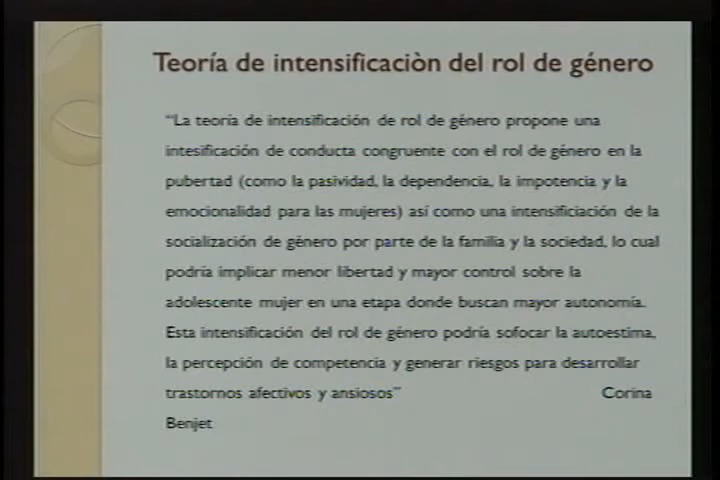 Teoría de intensificaciòn del rol de género
“La teoría de intensificación de rol de género propone una
intesificación de conducta congruente con el rol de género en la
pubertad (como la pasividad, la dependencia, la impotencia y la
emocionalidad para las mujeres) así como una intensificiación de la
socialización de género por parte de la familia y la sociedad, lo cual
podría implicar menor libertad y mayor control sobre la
adolescente mujer en una etapa donde buscan mayor autonomía.
Esta intensificación del rol de género podría sofocar la autoestima,
la percepción de competencia y generar riesgos para desarrollar
trastornos afectivos y ansiosos” Corina
Benjet